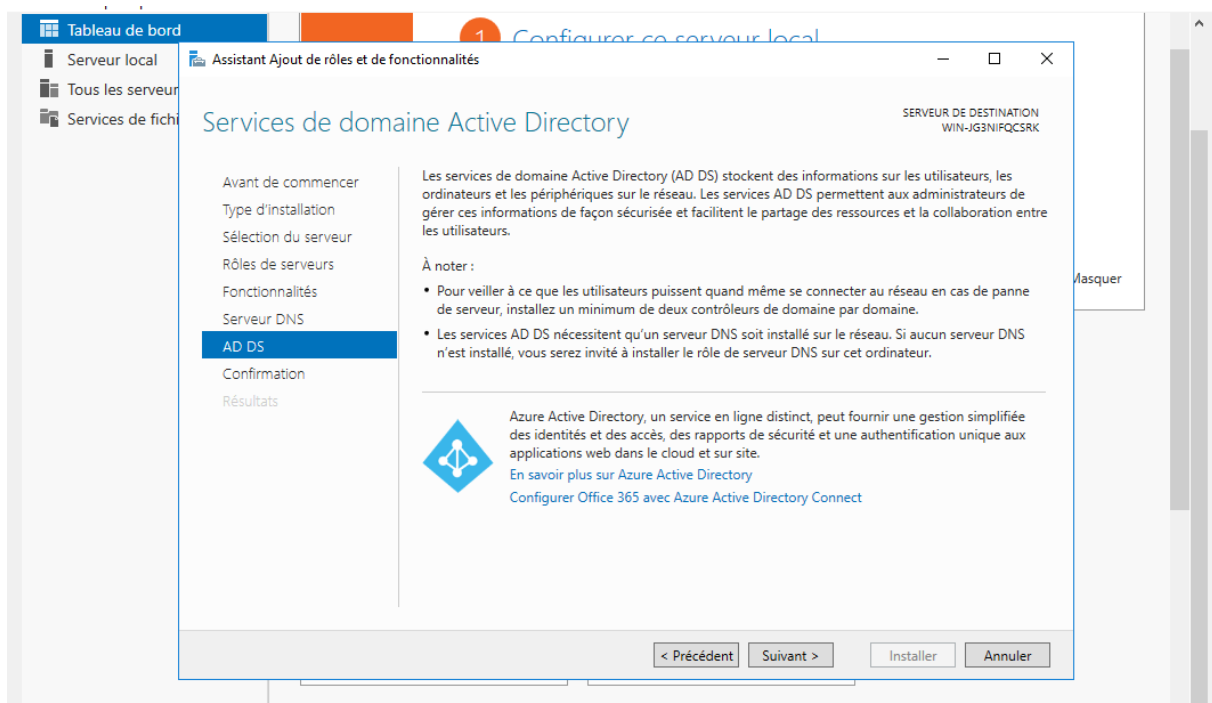 Tableau de bord
Serveur local
Tous les serveur
Services de fichi
1 Configurer ce serveur local
Masquer
Assistant Ajout de rôles et de fonctionnalités
Services de domaine Active Directory
SERVEUR DE DESTINATION
WIN-JG3NIFQCSRK
Avant de commencer
Type d'installation
Sélection du serveur
Rôles de serveurs
Fonctionnalités
Serveur DNS
AD DS
Confirmation
Résultats
Les services de domaine Active Directory (AD DS) stockent des informations sur les utilisateurs, les
ordinateurs et les périphériques sur le réseau. Les services AD DS permettent aux administrateurs de
gérer ces informations de façon sécurisée et facilitent le partage des ressources et la collaboration entre
les utilisateurs.
À noter :
• Pour veiller à ce que les utilisateurs puissent quand même se connecter au réseau en cas de panne
de serveur, installez un minimum de deux contrôleurs de domaine par domaine.
• Les services AD DS nécessitent qu'un serveur DNS soit installé sur le réseau. Si aucun serveur DNS
n'est installé, vous serez invité à installer le rôle de serveur DNS sur cet ordinateur.
Azure Active Directory, un service en ligne distinct, peut fournir une gestion simplifiée
des identités et des accès, des rapports de sécurité et une authentification unique aux
applications web dans le cloud et sur site.
En savoir plus sur Azure Active Directory
Configurer Office 365 avec Azure Active Directory Connect
< Précédent
Suivant >
Installer
Annuler